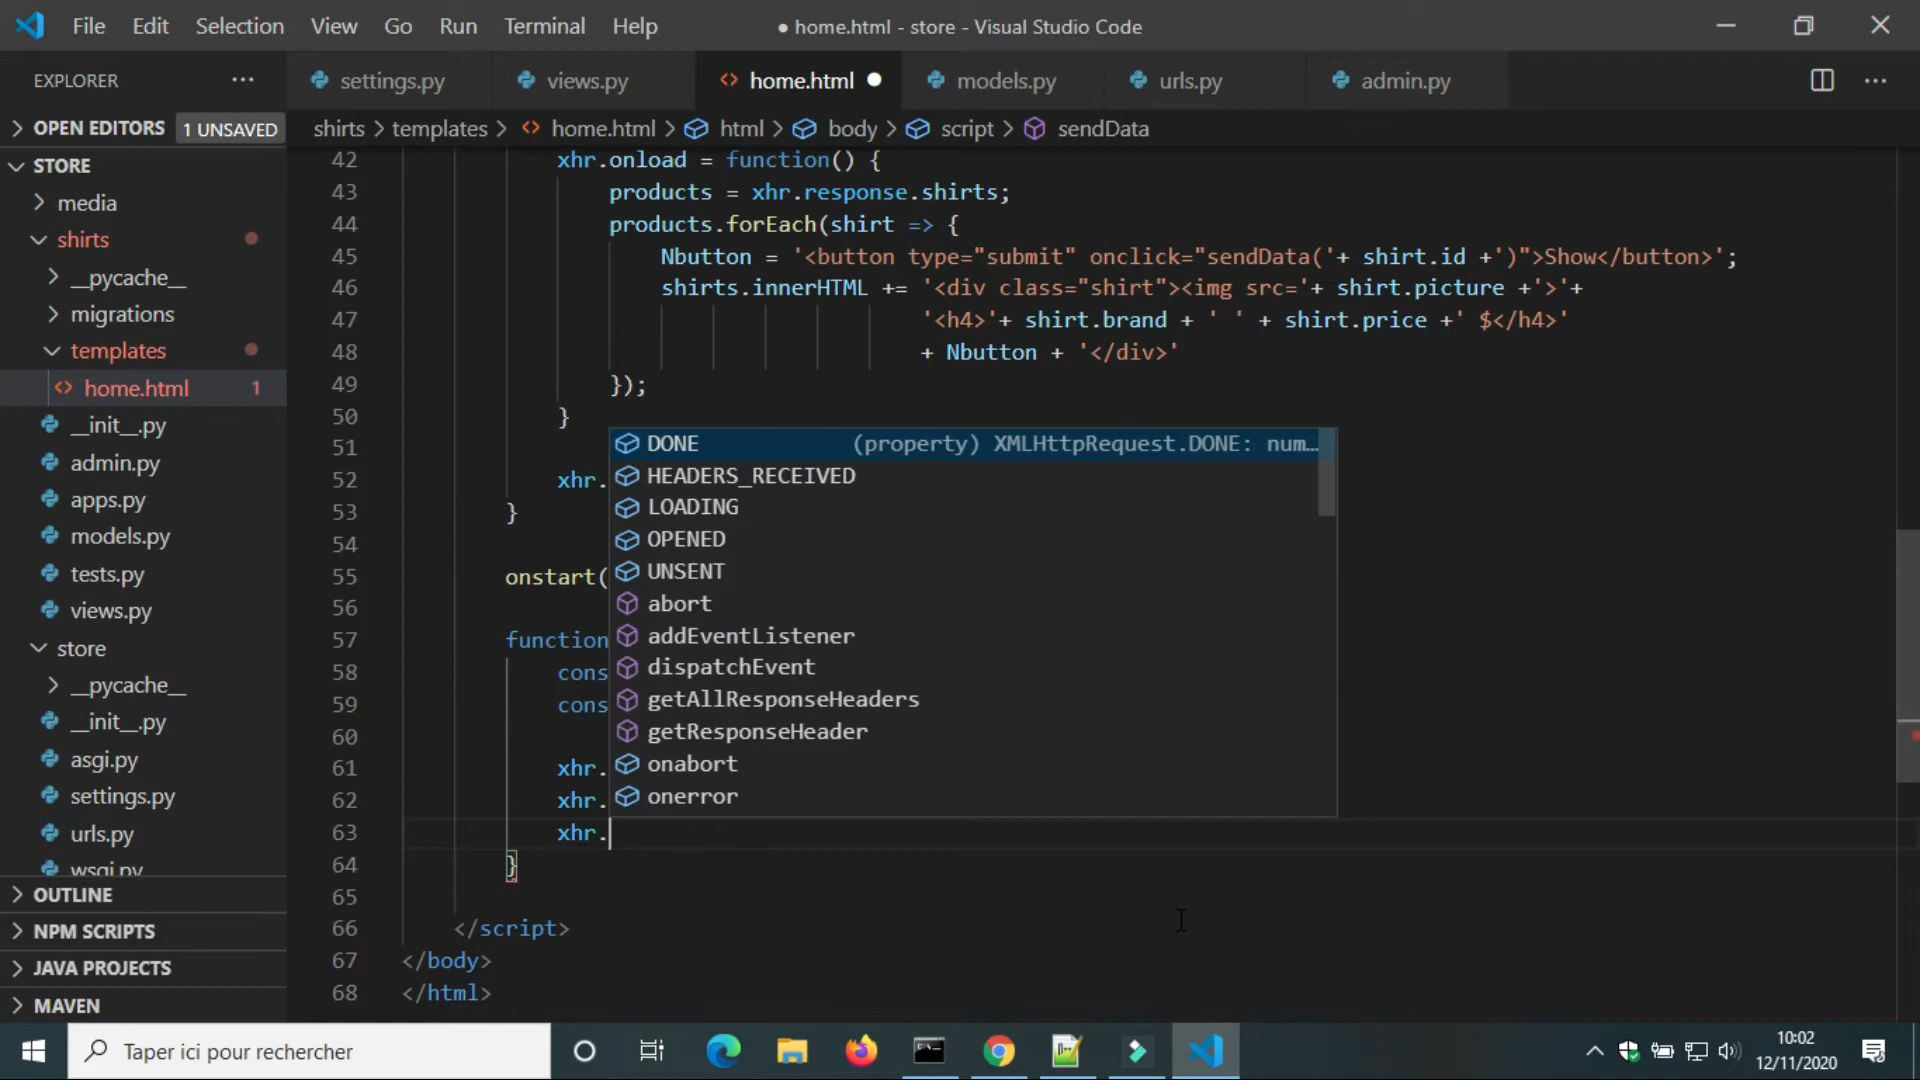 File Edit Selection View Go Run Terminal Help
● home.html - store - Visual Studio Code
EXPLORER ···
settings.py
views.py
home.html
models.py
urls.py
admin.py
shirts > templates > home.html > html > body > script > sendData
OPEN EDITORS 1 UNSAVED
STORE
media
shirts
__pycache__
migrations
templates
home.html 1
__init__.py
admin.py
apps.py
models.py
tests.py
views.py
store
__pycache__
__init__.py
asgi.py
settings.py
urls.py
wsgi.py
OUTLINE
NPM SCRIPTS
JAVA PROJECTS
MAVEN
42 xhr.onload = function() {
43 products = xhr.response.shirts;
44 products.forEach(shirt => {
45 Nbutton = '<button type="submit" onclick="sendData('+ shirt.id +')">Show</button>';
46 shirts.innerHTML += '<div class="shirt"><img src='+ shirt.picture +'>'+
47 '<h4>'+ shirt.brand + ' ' + shirt.price +' $</h4>'
48 + Nbutton + '</div>'
49 });
50 }
51
52 xhr.
53 }
54
55 onstart(
56
57 function
58 cons
59 cons
60
61 xhr.
62 xhr.
63 xhr.
64 }
65
66 </script>
67 </body>
68 </html>
DONE (property) XMLHttpRequest.DONE: num…
HEADERS_RECEIVED
LOADING
OPENED
UNSENT
abort
addEventListener
dispatchEvent
getAllResponseHeaders
getResponseHeader
onabort
onerror
Taper ici pour rechercher
10:02
12/11/2020